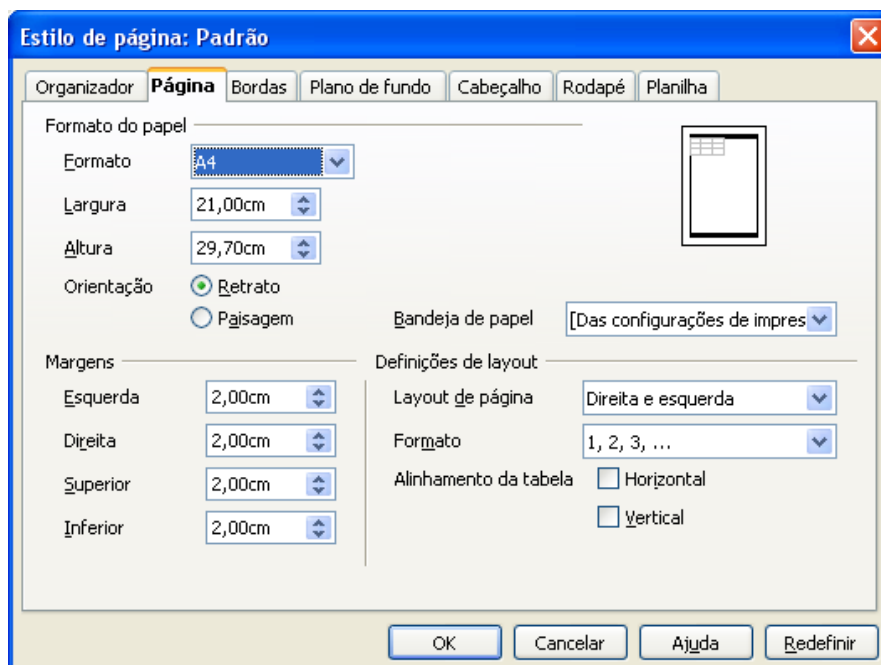 Estilo de página: Padrão
Organizador Página Bordas Plano de fundo Cabeçalho Rodapé Planilha
Formato do papel
Formato A4
Largura 21,00cm
Altura 29,70cm
Orientação Retrato
Paisagem
Bandeja de papel [Das configurações de impres
Margens
Esquerda 2,00cm
Direita 2,00cm
Superior 2,00cm
Inferior 2,00cm
Definições de layout
Layout de página Direita e esquerda
Formato 1, 2, 3, ...
Alinhamento da tabela Horizontal
Vertical
OK Cancelar Ajuda Redefinir